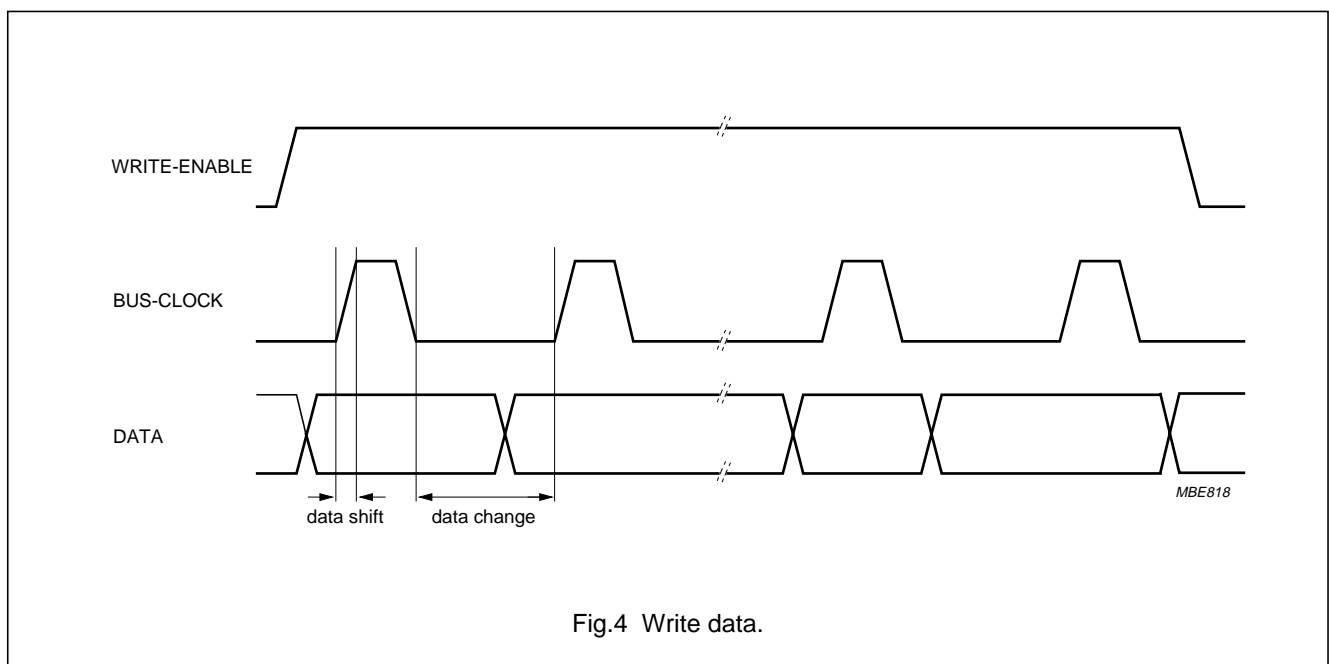 WRITE-ENABLE
BUS-CLOCK
DATA
MBE818
data shift
data change
Fig.4 Write data.